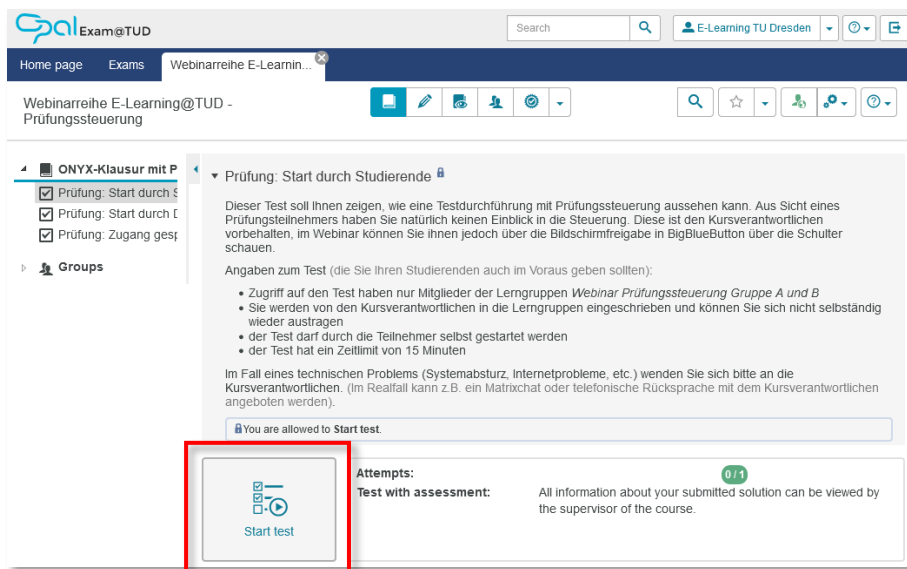 Opal Exam@TUD
Search
E-Learning TU Dresden
Home page Exams Webinarreihe E-Learnin...
Webinarreihe E-Learning@TUD -
Prüfungssteuerung
ONYX-Klausur mit P
Prüfung: Start durch S
Prüfung: Start durch D
Prüfung: Zugang gesp
Groups
Prüfung: Start durch Studierende
Dieser Test soll Ihnen zeigen, wie eine Testdurchführung mit Prüfungssteuerung aussehen kann. Aus Sicht eines
Prüfungsteilnehmers haben Sie natürlich keinen Einblick in die Steuerung. Diese ist den Kursverantwortlichen
vorbehalten, im Webinar können Sie ihnen jedoch über die Bildschirmfreigabe in BigBlueButton über die Schulter
schauen.
Angaben zum Test (die Sie Ihren Studierenden auch im Voraus geben sollten):
• Zugriff auf den Test haben nur Mitglieder der Lerngruppen Webinar Prüfungssteuerung Gruppe A und B
• Sie werden von den Kursverantwortlichen in die Lerngruppen eingeschrieben und können Sie sich nicht selbständig
wieder austragen
• der Test darf durch die Teilnehmer selbst gestartet werden
• der Test hat ein Zeitlimit von 15 Minuten
Im Fall eines technischen Problems (Systemabsturz, Internetprobleme, etc.) wenden Sie sich bitte an die
Kursverantwortlichen. (Im Realfall kann z.B. ein Matrixchat oder telefonische Rücksprache mit dem Kursverantwortlichen
angeboten werden).
You are allowed to Start test.
Start test
Attempts: 0 / 1
Test with assessment: All information about your submitted solution can be viewed by
the supervisor of the course.